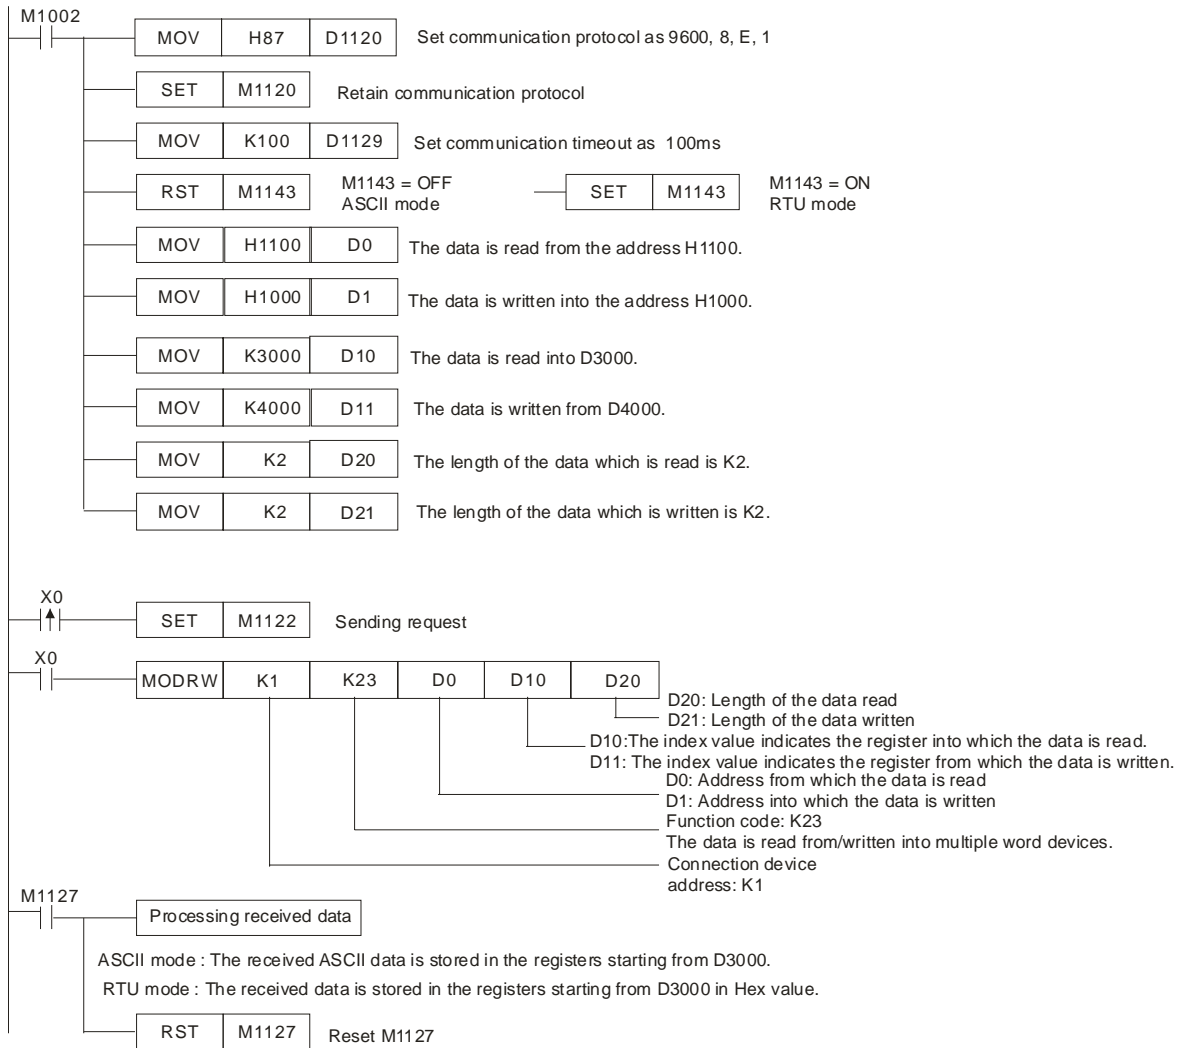 M1002
MOV H87 D1120 Set communication protocol as 9600, 8, E, 1
SET M1120 Retain communication protocol
MOV K100 D1129 Set communication timeout as 100ms
RST M1143 M1143 = OFF SET M1143 M1143 = ON
ASCII mode RTU mode
MOV H1100 D0 The data is read from the address H1100.
MOV H1000 D1 The data is written into the address H1000.
MOV K3000 D10 The data is read into D3000.
MOV K4000 D11 The data is written from D4000.
MOV K2 D20 The length of the data which is read is K2.
MOV K2 D21 The length of the data which is written is K2.
X0
SET M1122 Sending request
X0
MODRW K1 K23 D0 D10 D20
D20: Length of the data read
D21: Length of the data written
D10:The index value indicates the register into which the data is read.
D11: The index value indicates the register from which the data is written.
D0: Address from which the data is read
D1: Address into which the data is written
Function code: K23
The data is read from/written into multiple word devices.
Connection device
address: K1
M1127
Processing received data
ASCII mode : The received ASCII data is stored in the registers starting from D3000.
RTU mode : The received data is stored in the registers starting from D3000 in Hex value.
RST M1127 Reset M1127